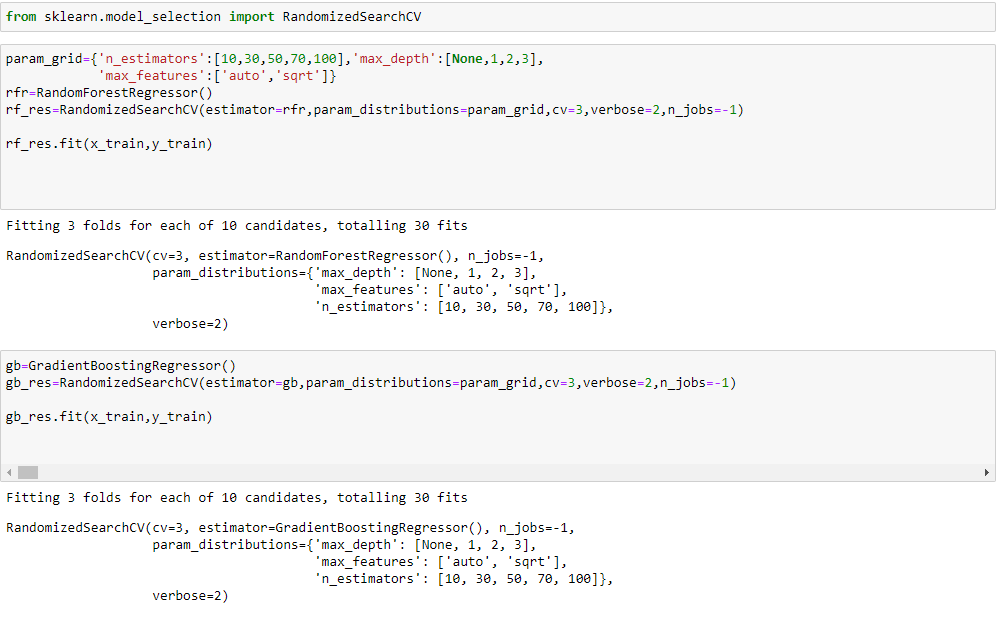 from sklearn.model_selection import RandomizedSearchCV
param_grid={'n_estimators':[10,30,50,70,100],'max_depth':[None,1,2,3],
            'max_features':['auto','sqrt']}
rfr=RandomForestRegressor()
rf_res=RandomizedSearchCV(estimator=rfr,param_distributions=param_grid,cv=3,verbose=2,n_jobs=-1)
rf_res.fit(x_train,y_train)
Fitting 3 folds for each of 10 candidates, totalling 30 fits
RandomizedSearchCV(cv=3, estimator=RandomForestRegressor(), n_jobs=-1,
                   param_distributions={'max_depth': [None, 1, 2, 3],
                                        'max_features': ['auto', 'sqrt'],
                                        'n_estimators': [10, 30, 50, 70, 100]},
                   verbose=2)
gb=GradientBoostingRegressor()
gb_res=RandomizedSearchCV(estimator=gb,param_distributions=param_grid,cv=3,verbose=2,n_jobs=-1)
gb_res.fit(x_train,y_train)
Fitting 3 folds for each of 10 candidates, totalling 30 fits
RandomizedSearchCV(cv=3, estimator=GradientBoostingRegressor(), n_jobs=-1,
                   param_distributions={'max_depth': [None, 1, 2, 3],
                                        'max_features': ['auto', 'sqrt'],
                                        'n_estimators': [10, 30, 50, 70, 100]},
                   verbose=2)